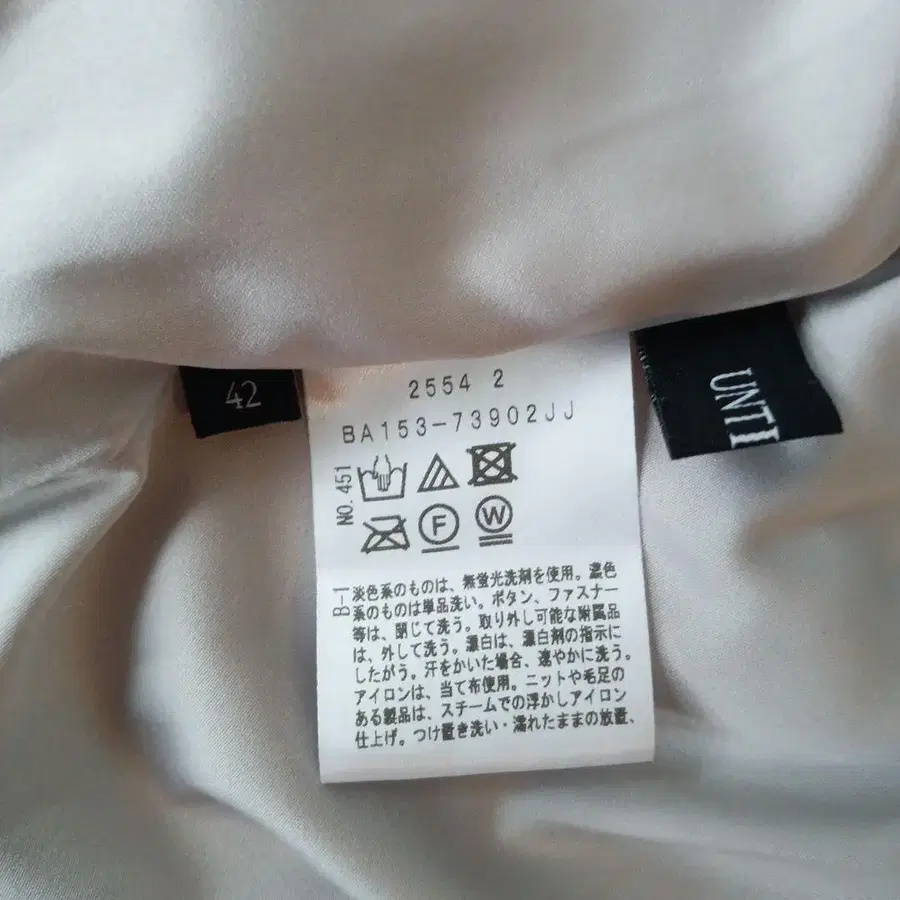 42
2554 2
BA153-73902JJ
NO.451
F
W
B-1
淡色系のものは、無蛍光洗剤を使用。濃色
系のものは単品洗い。ボタン、ファスナー
等は、閉じて洗う。取り外し可能な附属品
は、外して洗う。漂白は、漂白剤の指示に
したがう。汗をかいた場合、速やかに洗う。
アイロンは、当て布使用。ニットや毛足の
ある製品は、スチームでの浮かしアイロン
仕上げ。つけ置き洗い・濡れたままの放置、
UNTI